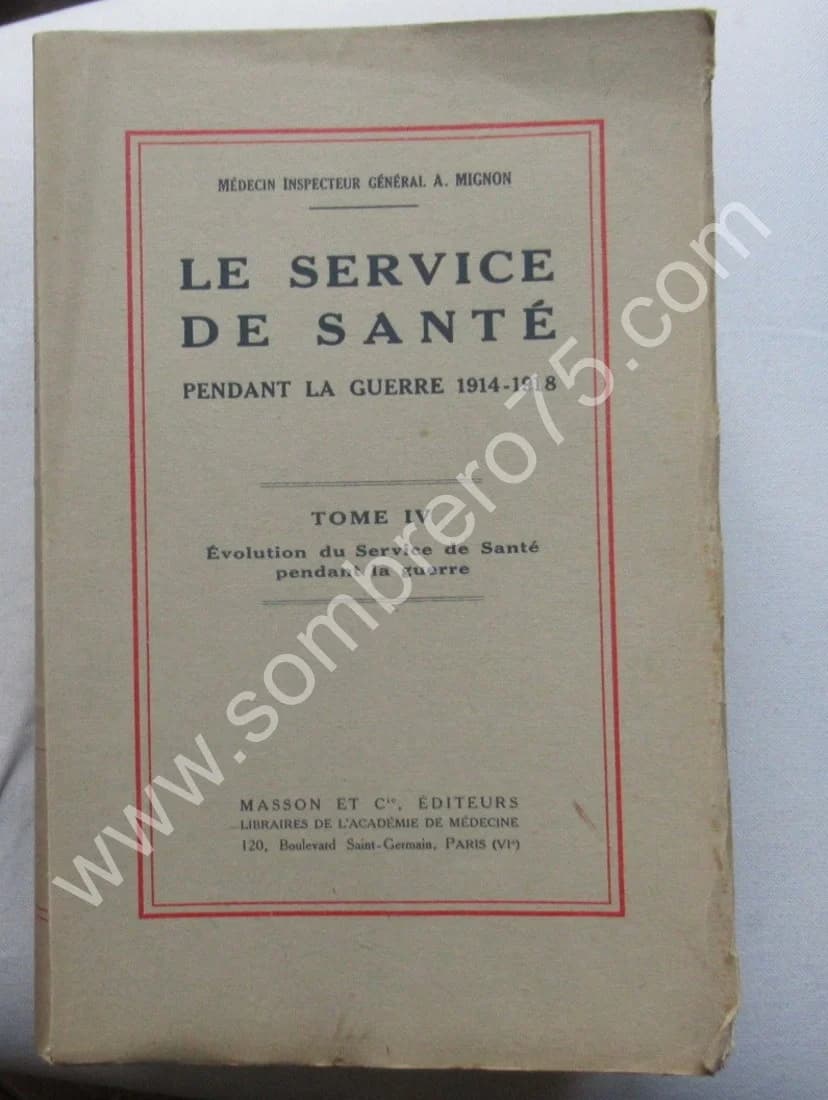 MÉDECIN INSPECTEUR GÉNÉRAL A. MIGNON
LE SERVICE
DE SANTÉ
PENDANT LA GUERRE 1914-1918
TOME IV
Évolution du Service de Santé
pendant la guerre
MASSON ET Cie, ÉDITEURS
LIBRAIRES DE L'ACADÉMIE DE MÉDECINE
120, Boulevard Saint-Germain, PARIS (VIe)
www.sombrero75.com